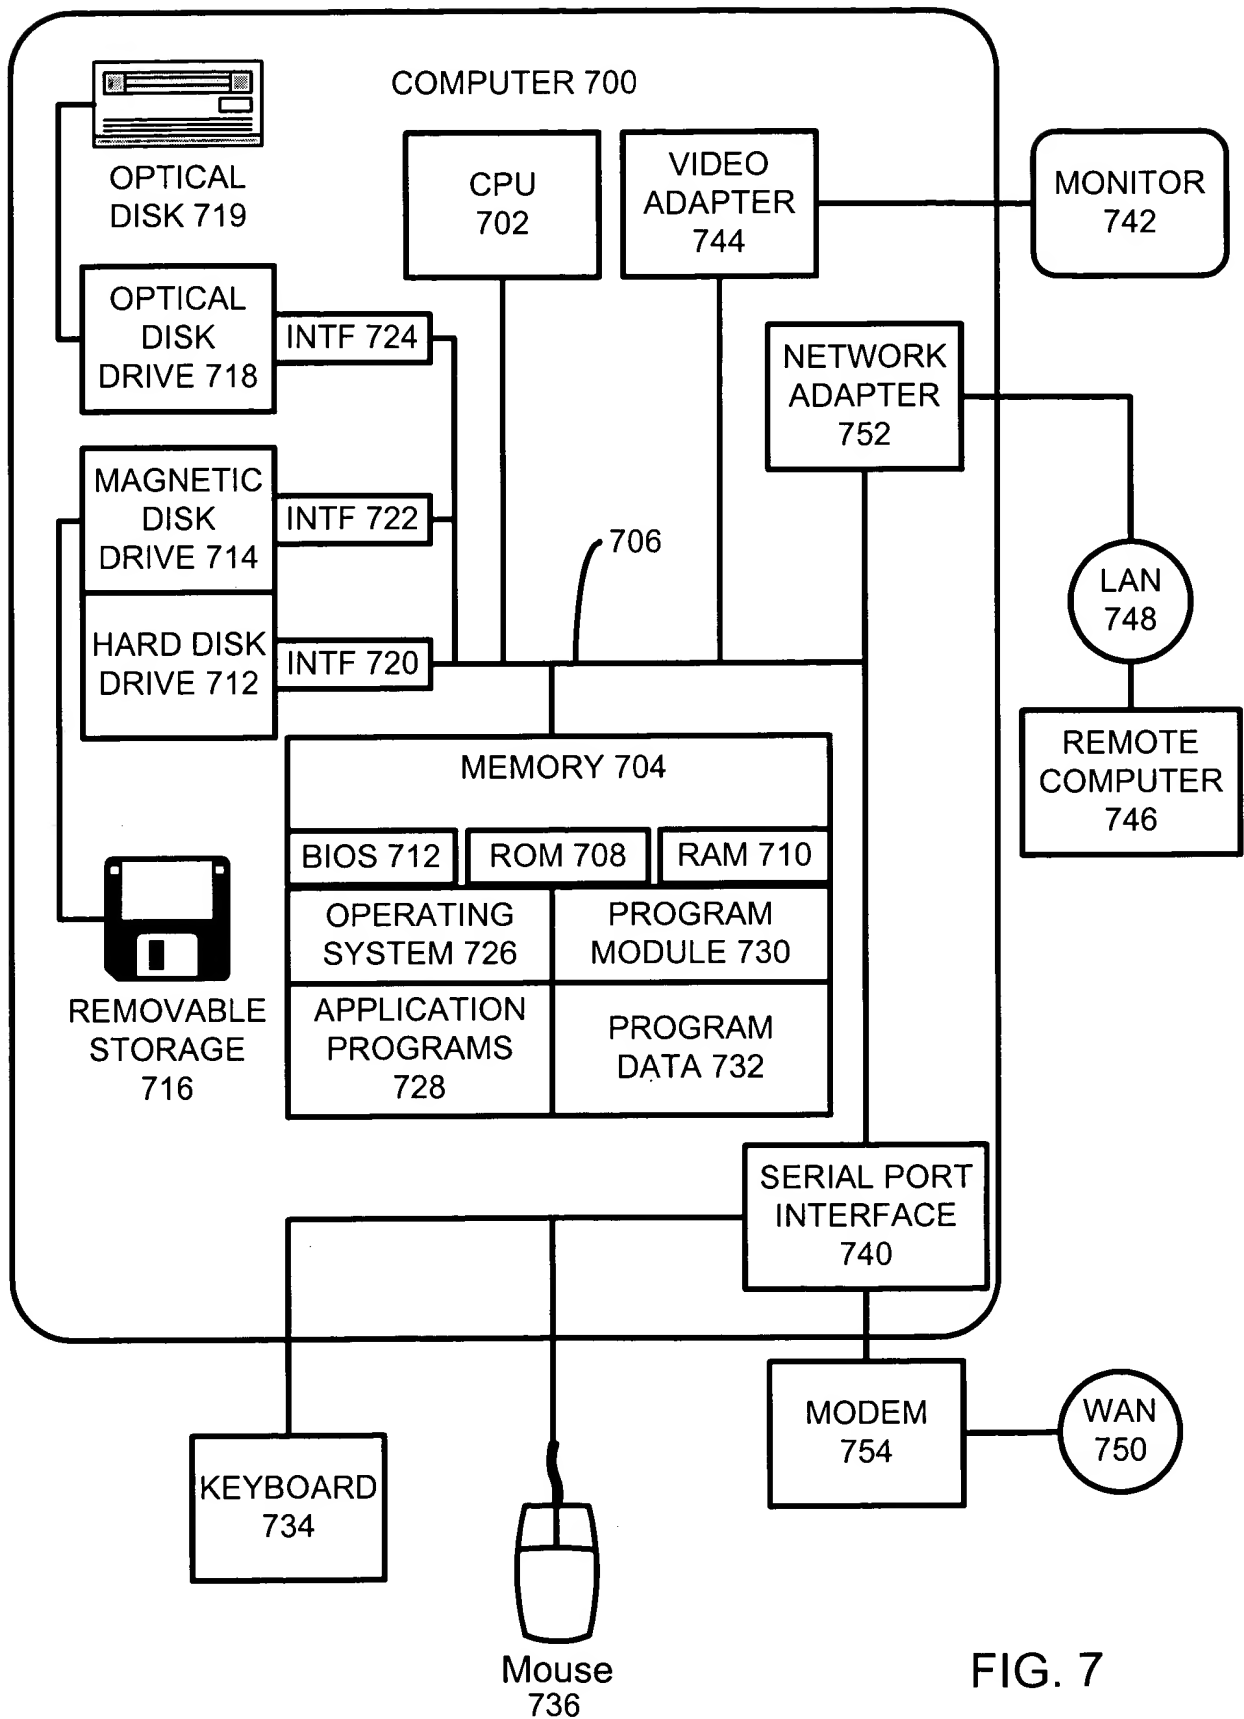 COMPUTER 700
OPTICAL
DISK 719
CPU
702
VIDEO
ADAPTER
744
MONITOR
742
OPTICAL
DISK
DRIVE 718
INTF 724
NETWORK
ADAPTER
752
MAGNETIC
DISK
DRIVE 714
INTF 722
706
LAN
748
HARD DISK
DRIVE 712
INTF 720
REMOTE
COMPUTER
746
MEMORY 704
BIOS 712
ROM 708
RAM 710
OPERATING
SYSTEM 726
PROGRAM
MODULE 730
APPLICATION
PROGRAMS
728
PROGRAM
DATA 732
REMOVABLE
STORAGE
716
SERIAL PORT
INTERFACE
740
MODEM
754
WAN
750
KEYBOARD
734
Mouse
736
FIG. 7